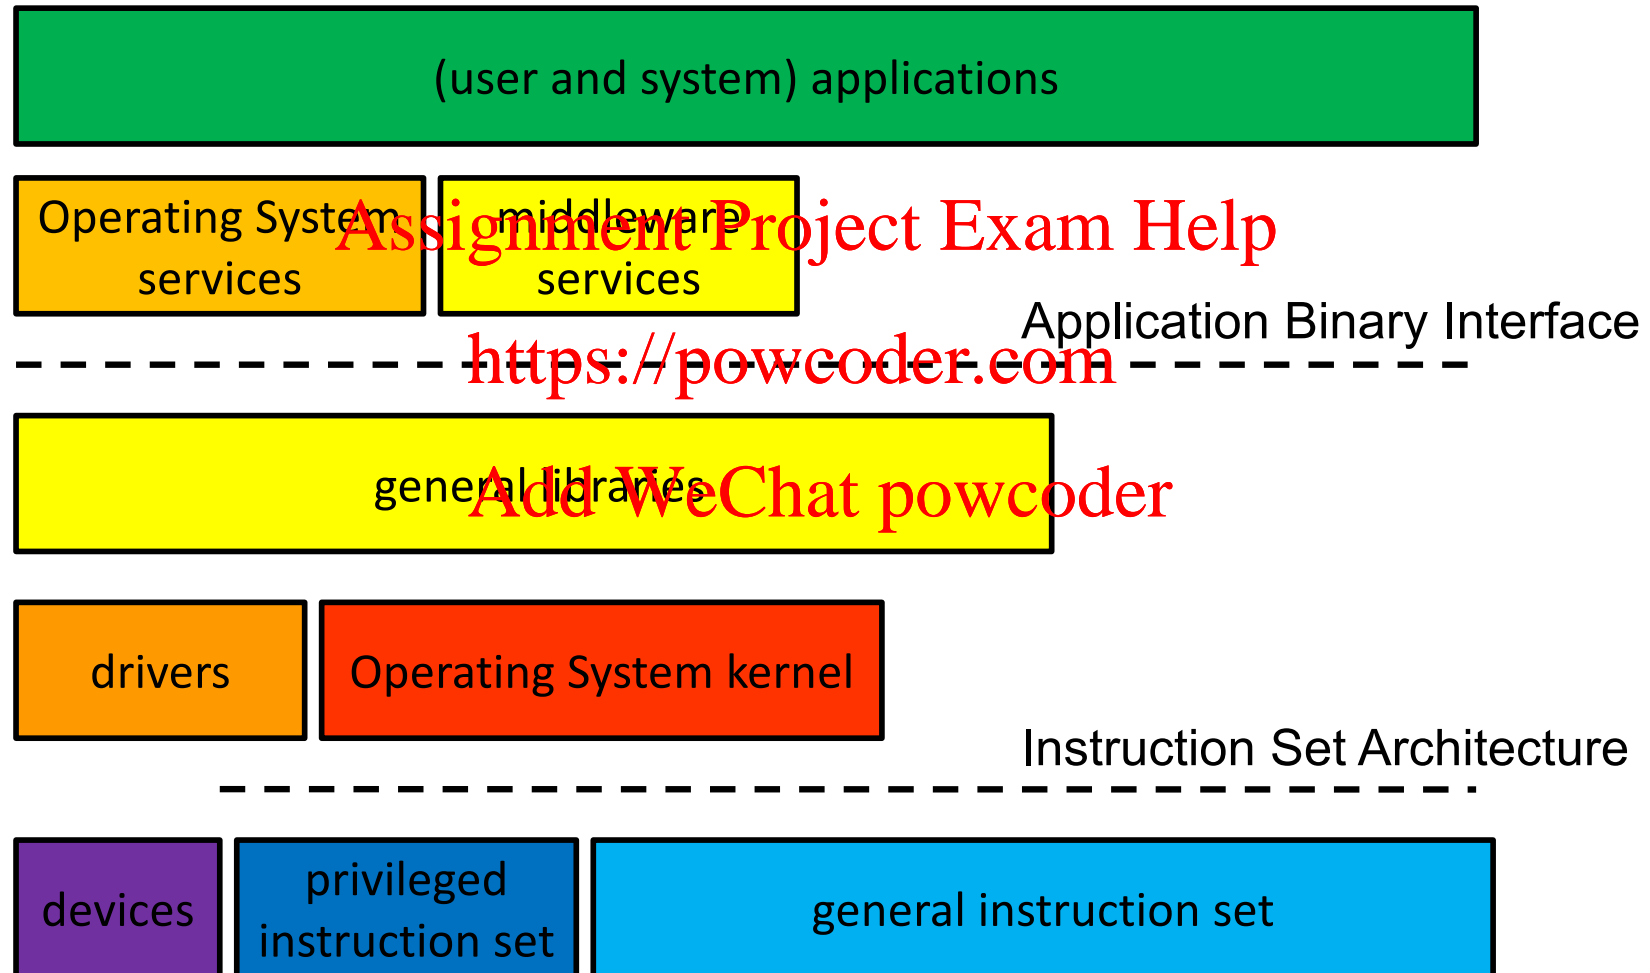 (user and system) applications
Operating System
services
middleware
services
Assignment Project Exam Help
Application Binary Interface
https://powcoder.com
general libraries
Add WeChat powcoder
drivers
Operating System kernel
Instruction Set Architecture
devices
privileged
instruction set
general instruction set